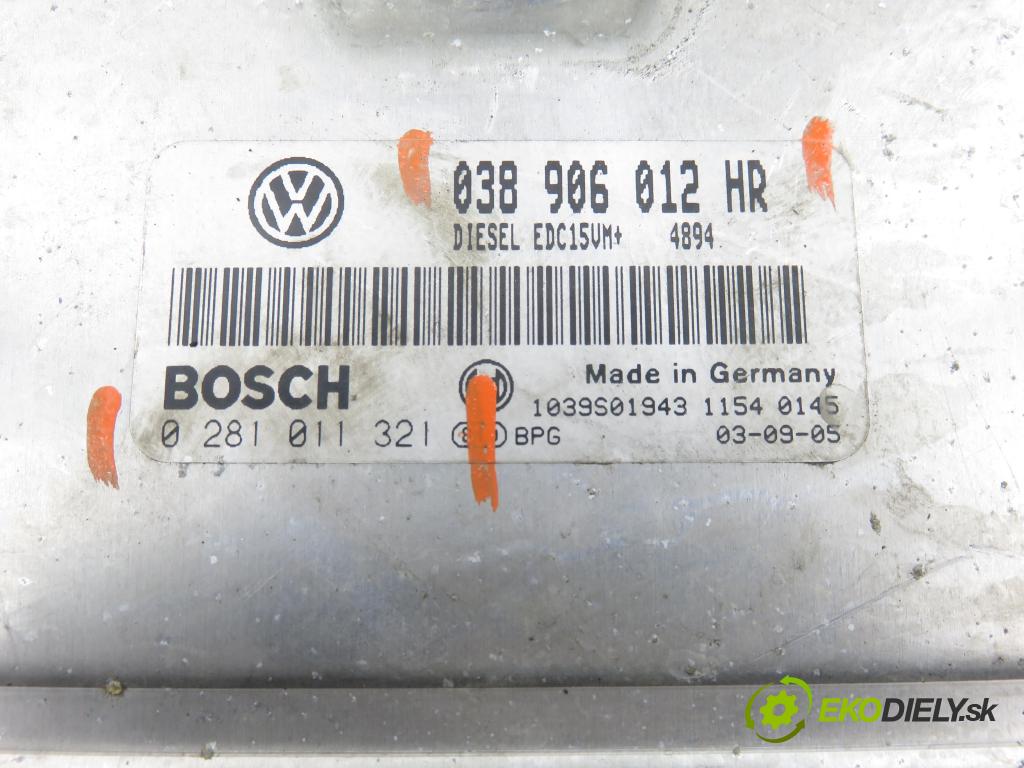 038 906 012 HR
DIESEL EDC15VM+ 4894
BOSCH
Made in Germany
1039S01943 1154 0145
0 281 011 321 BPG 03-09-05
EKODIELY.sk